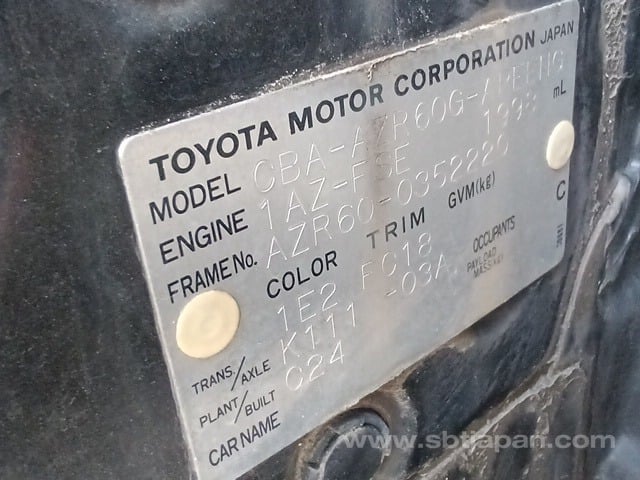 TOYOTA MOTOR CORPORATION JAPAN
MODEL CBA-AZR60G-
ENGINE 1AZ-FSE 1998 mL
FRAME No. AZR60-0352220
COLOR TRIM GVM(kg) C
1E2 FC18 OCCUPANTS
TRANS/AXLE K111 -03A PAYLOAD
PLANT/BUILT C24
CAR NAME
www.sbtjapan.com